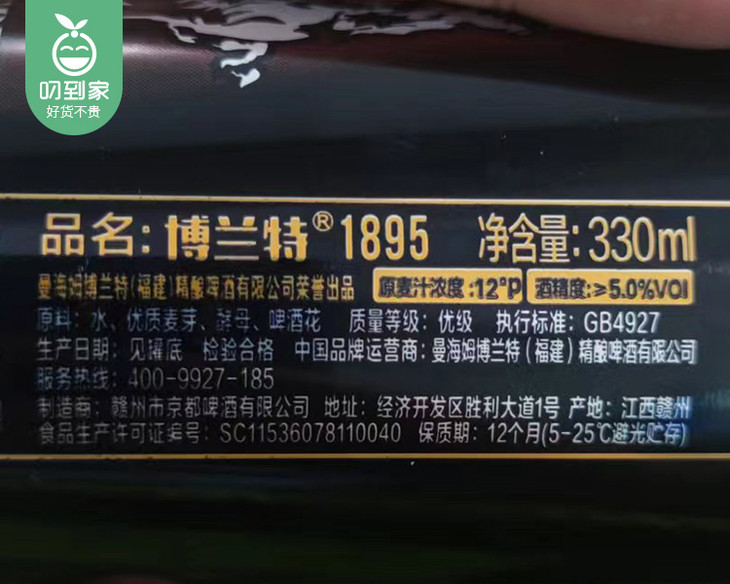 叨到家
好货不贵
品名：博兰特® 1895 净含量：330ml
曼海姆博兰特（福建）精酿啤酒有限公司荣誉出品 原麦汁浓度：12°P 酒精度：≥5.0%VOl
原料：水、优质麦芽、酵母、啤酒花 质量等级：优级 执行标准：GB4927
生产日期：见罐底 检验合格 中国品牌运营商：曼海姆博兰特（福建）精酿啤酒有限公司
服务热线：400-9927-185
制造商：赣州市京都啤酒有限公司 地址：经济开发区胜利大道1号 产地：江西赣州
食品生产许可证编号：SC11536078110040 保质期：12个月(5-25℃避光贮存)